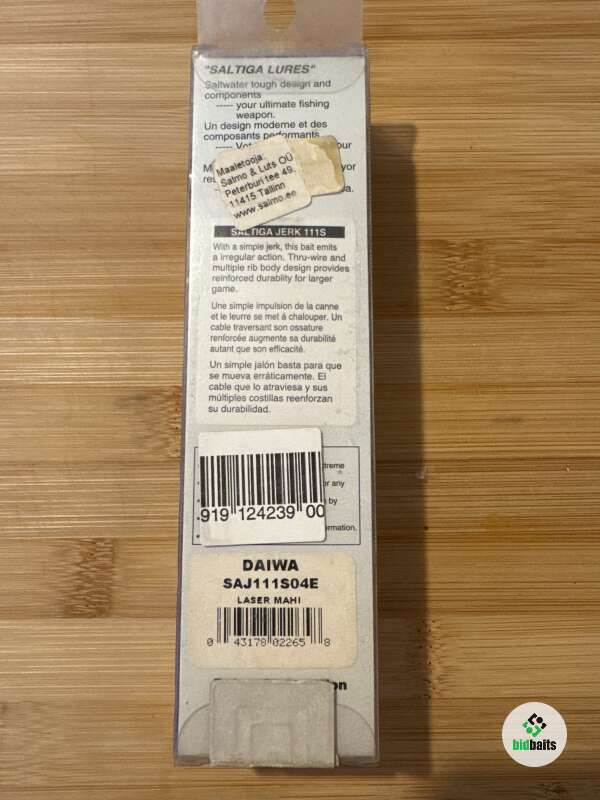 "SALTIGA LURES"
Saltwater tough design and
components
----- your ultimate fishing
weapon.
Un design moderne et des
composants performants
Maaletooja:
Salmo & Luts OÜ
Peterburi tee 49,
11415 Tallinn
www.salmo.ee
SALTIGA JERK 111S
With a simple jerk, this bait emits
a irregular action. Thru-wire and
multiple rib body design provides
reinforced durablity for larger
game.
Une simple impulsion de la canne
et le leurre se met á chalouper. Un
cable traversant son ossature
renforcée augmente sa durabilité
autant que son efficacité.
Un simple jalón basta para que
se mueva erráticamente. El
cable que lo atraviesa y sus
múltiples costillas reenforzan
su durabilidad.
919 124239 00
by
DAIWA
SAJ111S04E
LASER MAHI
0 43178 02265 8
bidbaits